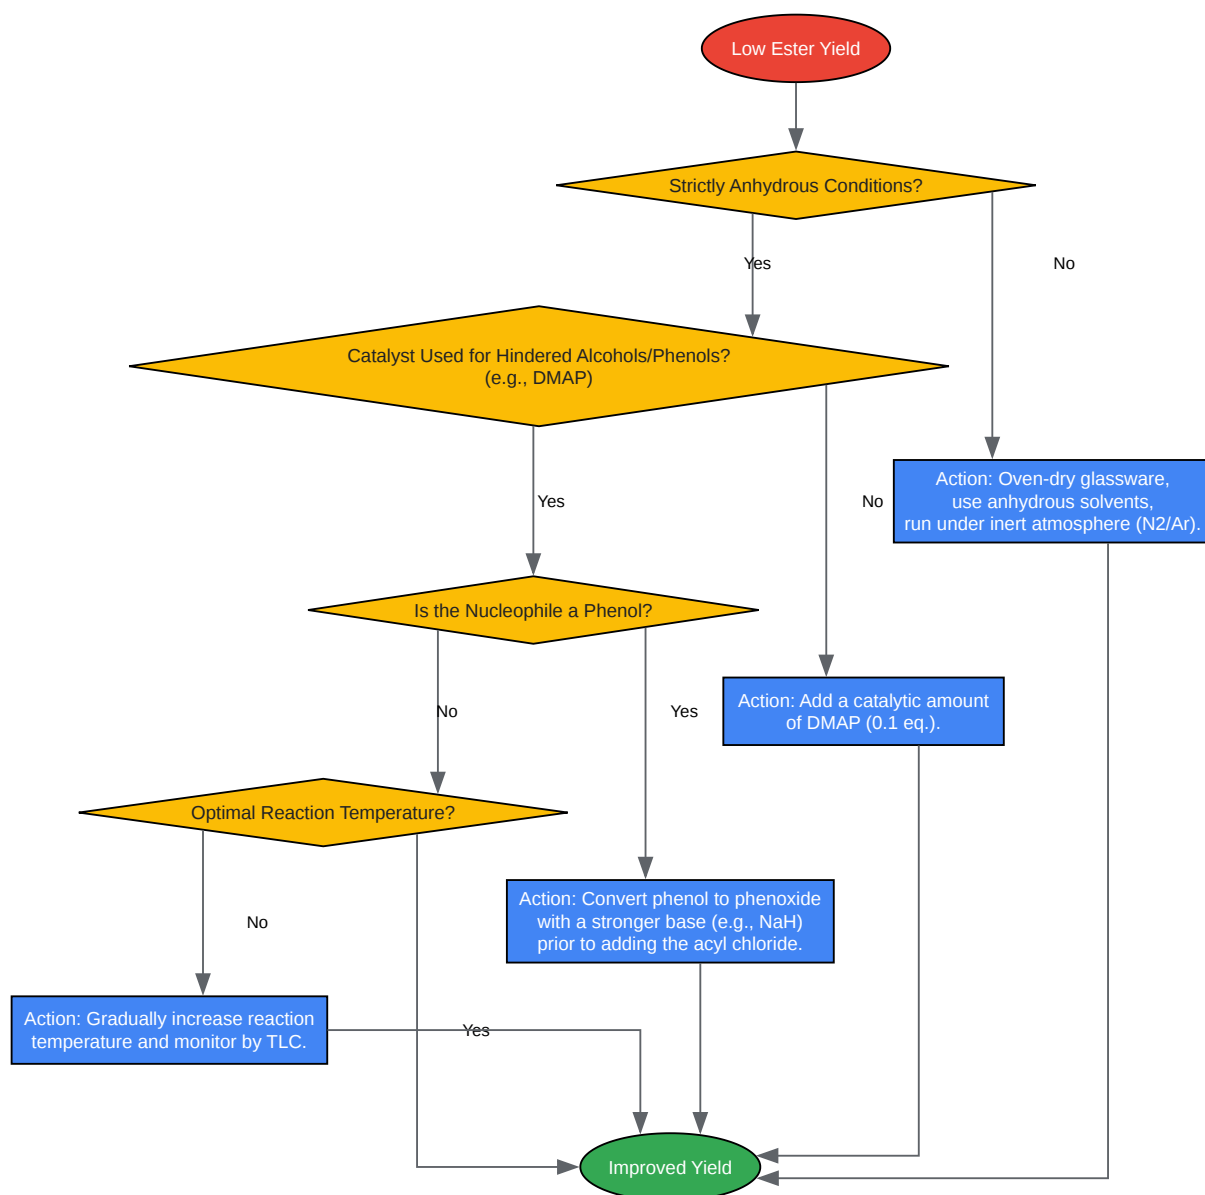 Low Ester Yield
Strictly Anhydrous Conditions?
Yes
No
Catalyst Used for Hindered Alcohols/Phenols?
(e.g., DMAP)
Yes
No
Action: Oven-dry glassware,
use anhydrous solvents,
run under inert atmosphere (N2/Ar).
Is the Nucleophile a Phenol?
No
Yes
Action: Add a catalytic amount
of DMAP (0.1 eq.).
Optimal Reaction Temperature?
No
Action: Convert phenol to phenoxide
with a stronger base (e.g., NaH)
prior to adding the acyl chloride.
Action: Gradually increase reaction
temperature and monitor by TLC.
Yes
Improved Yield